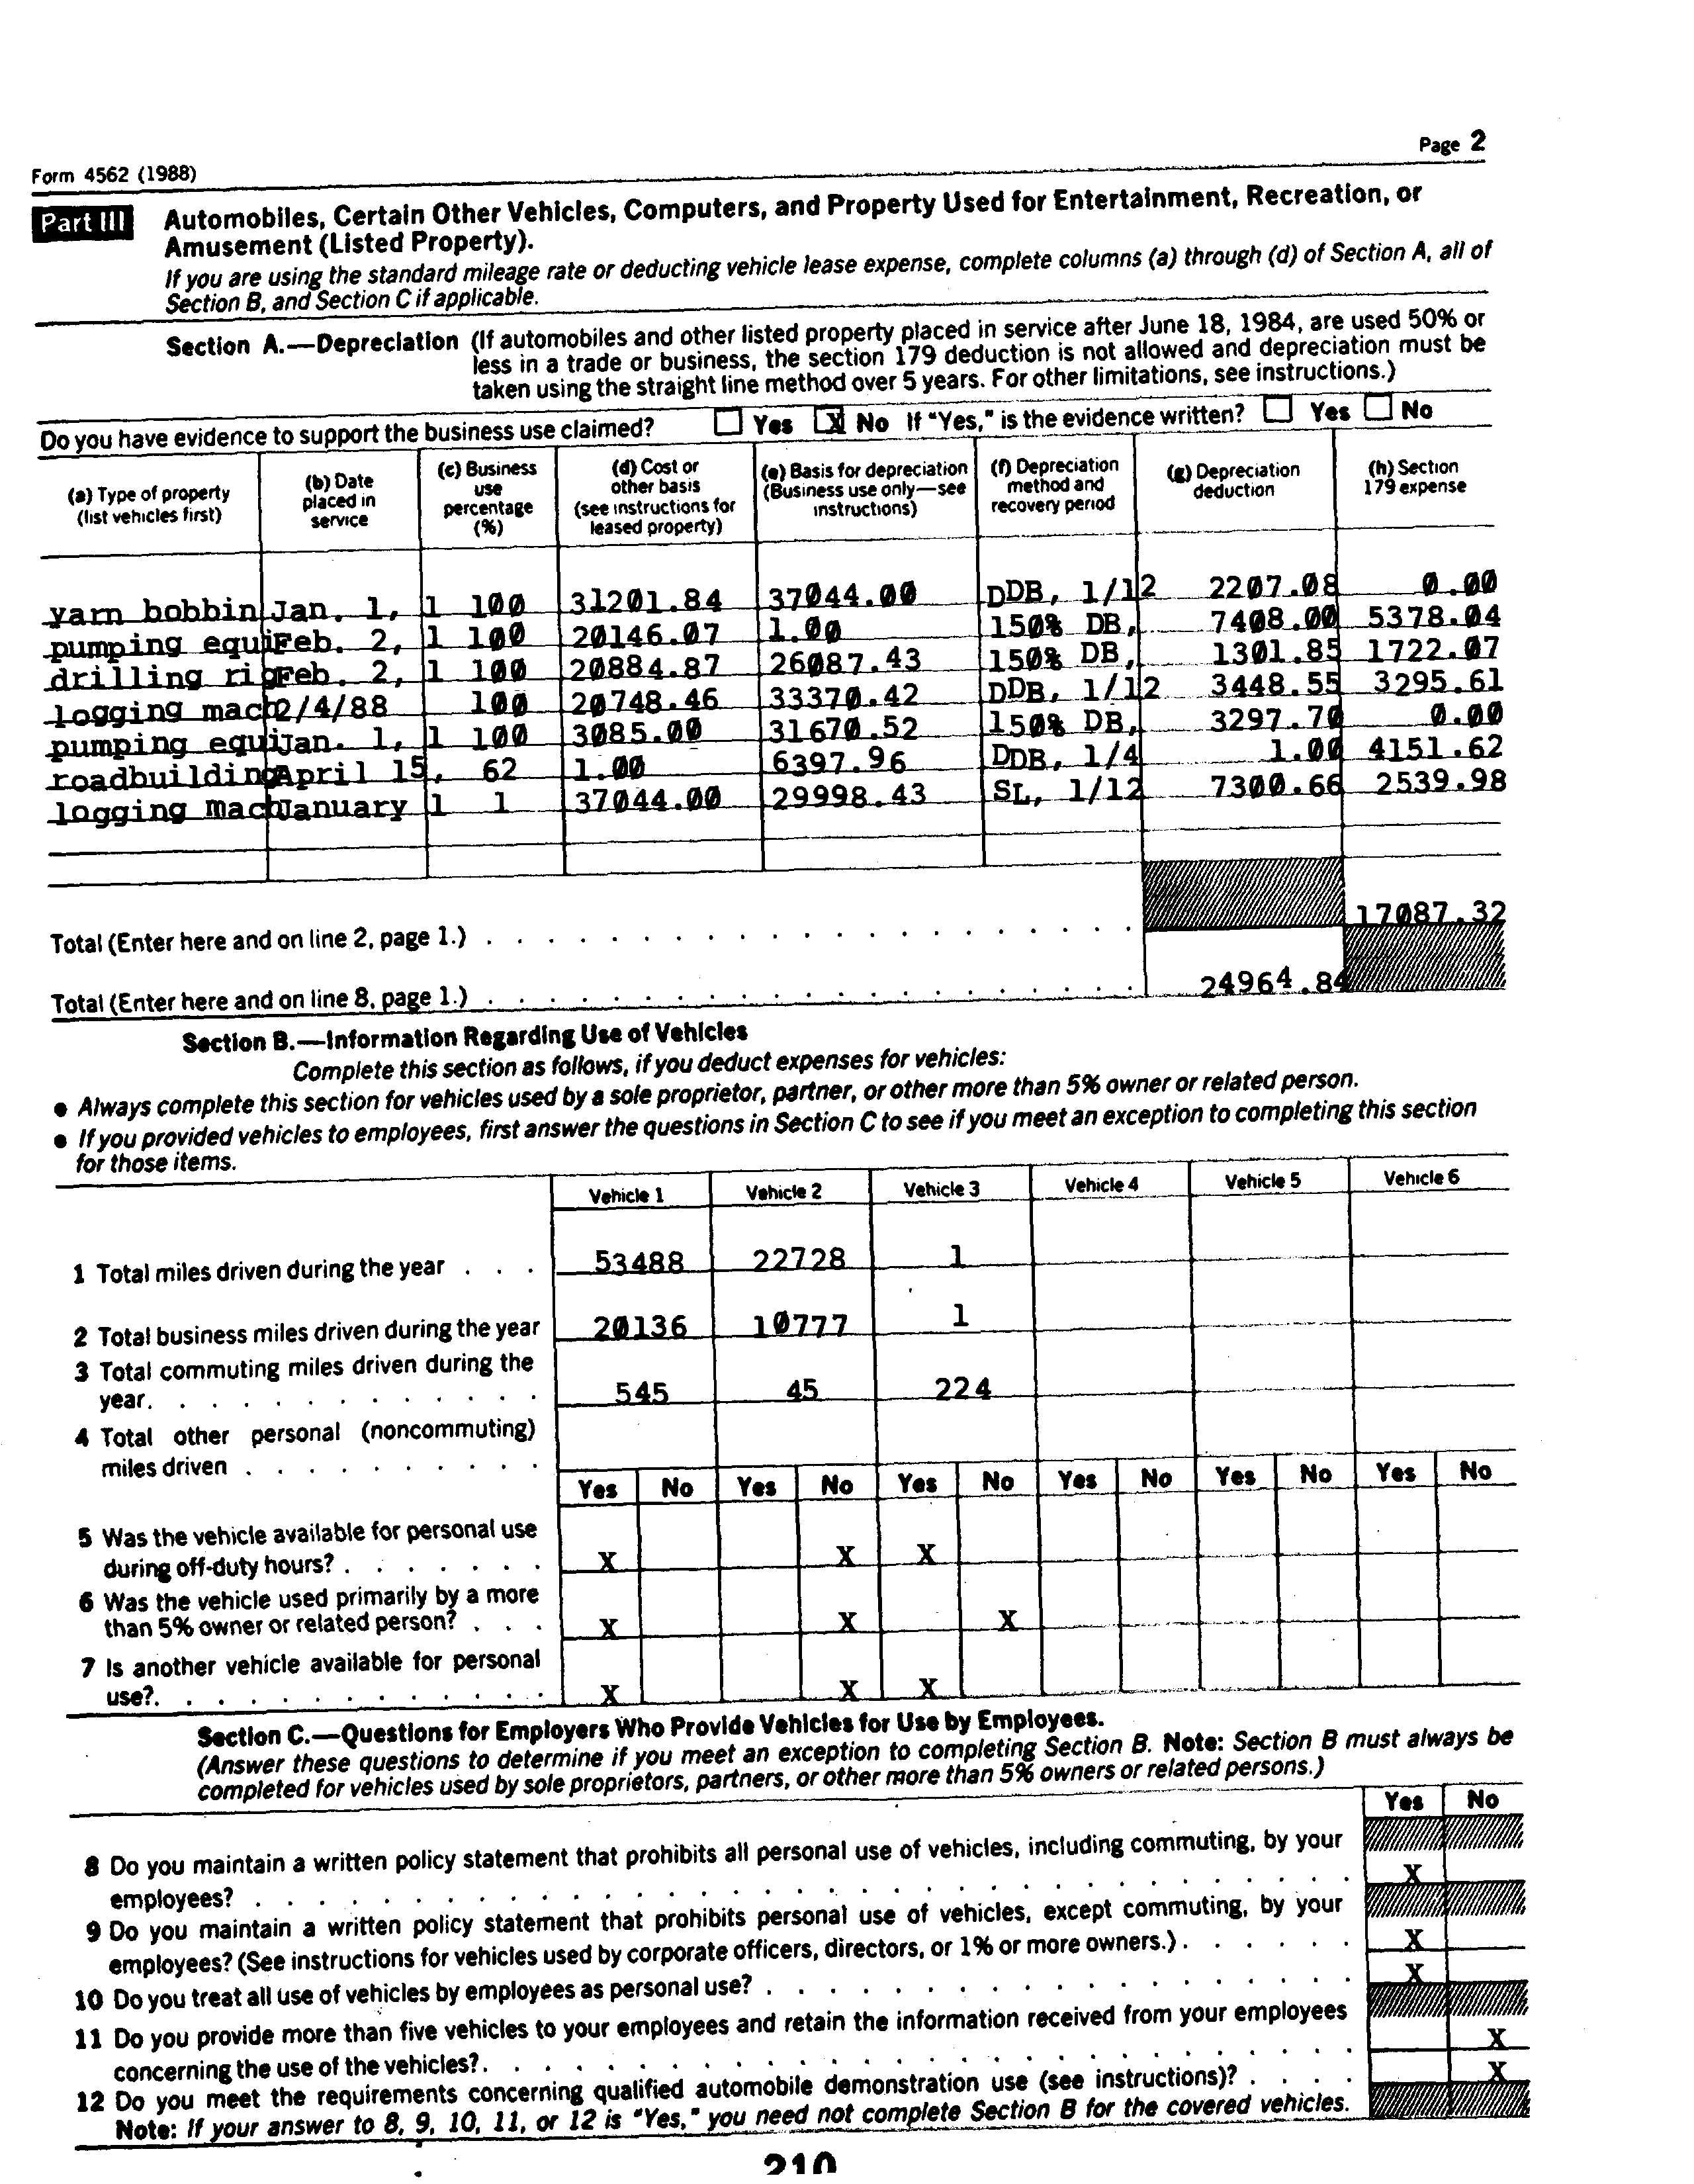 Form 4562 (1988)
Page 2
Part III
Automobiles, Certain Other Vehicles, Computers, and Property Used for Entertainment, Recreation, or
Amusement (Listed Property).
If you are using the standard mileage rate or deducting vehicle lease expense, complete columns (a) through (d) of Section A, all of
Section B, and Section C if applicable.
Section A.—Depreciation (If automobiles and other listed property placed in service after June 18, 1984, are used 50% or
less in a trade or business, the section 179 deduction is not allowed and depreciation must be
taken using the straight line method over 5 years. For other limitations, see instructions.)
Do you have evidence to support the business use claimed? Yes X No If "Yes," is the evidence written? Yes No
(a) Type of property
(list vehicles first)
(b) Date
placed in
service
(c) Business
use
percentage
(%)
(d) Cost or
other basis
(see instructions for
leased property)
(e) Basis for depreciation
(Business use only—see
instructions)
(f) Depreciation
method and
recovery period
(g) Depreciation
deduction
(h) Section
179 expense
yarn bobbin Jan. 1, 1 100 31201.84 37044.00 DDB, 1/12 2207.08 0.00
pumping equi Feb. 2, 1 100 20146.07 1.00 150% DB, 7408.00 5378.04
drilling rig Feb. 2, 1 100 20884.87 26087.43 150% DB, 1301.85 1722.07
logging mach 2/4/88 100 20748.46 33370.42 DDB, 1/12 3448.55 3295.61
pumping equi Jan. 1, 1 100 3085.00 31670.52 150% DB, 3297.70 0.00
roadbuilding April 15, 62 1.00 6397.96 DDB, 1/4 1.00 4151.62
logging mach January 1 1 37044.00 29998.43 SL, 1/12 7300.66 2539.98
Total (Enter here and on line 2, page 1.) 17087.32
Total (Enter here and on line 8, page 1.) 24964.84
Section B.—Information Regarding Use of Vehicles
Complete this section as follows, if you deduct expenses for vehicles:
● Always complete this section for vehicles used by a sole proprietor, partner, or other more than 5% owner or related person.
● If you provided vehicles to employees, first answer the questions in Section C to see if you meet an exception to completing this section
for those items.
Vehicle 1 Vehicle 2 Vehicle 3 Vehicle 4 Vehicle 5 Vehicle 6
1 Total miles driven during the year . . . 53488 22728 1
2 Total business miles driven during the year 20136 10777 1
3 Total commuting miles driven during the
year. . . . . . . . . . . . . 545 45 224
4 Total other personal (noncommuting)
miles driven . . . . . . . . . .
Yes No Yes No Yes No Yes No Yes No Yes No
5 Was the vehicle available for personal use
during off-duty hours? . . . . . . . X X X
6 Was the vehicle used primarily by a more
than 5% owner or related person? . . . X X X
7 Is another vehicle available for personal
use?. . . . . . . . . . . . . X X X
Section C.—Questions for Employers Who Provide Vehicles for Use by Employees.
(Answer these questions to determine if you meet an exception to completing Section B. Note: Section B must always be
completed for vehicles used by sole proprietors, partners, or other more than 5% owners or related persons.)
Yes No
8 Do you maintain a written policy statement that prohibits all personal use of vehicles, including commuting, by your
employees? X
9 Do you maintain a written policy statement that prohibits personal use of vehicles, except commuting, by your
employees? (See instructions for vehicles used by corporate officers, directors, or 1% or more owners.) . . . . . . X
10 Do you treat all use of vehicles by employees as personal use? X
11 Do you provide more than five vehicles to your employees and retain the information received from your employees
concerning the use of the vehicles?. X
12 Do you meet the requirements concerning qualified automobile demonstration use (see instructions)? . . . . X
Note: If your answer to 8, 9, 10, 11, or 12 is "Yes," you need not complete Section B for the covered vehicles.
210